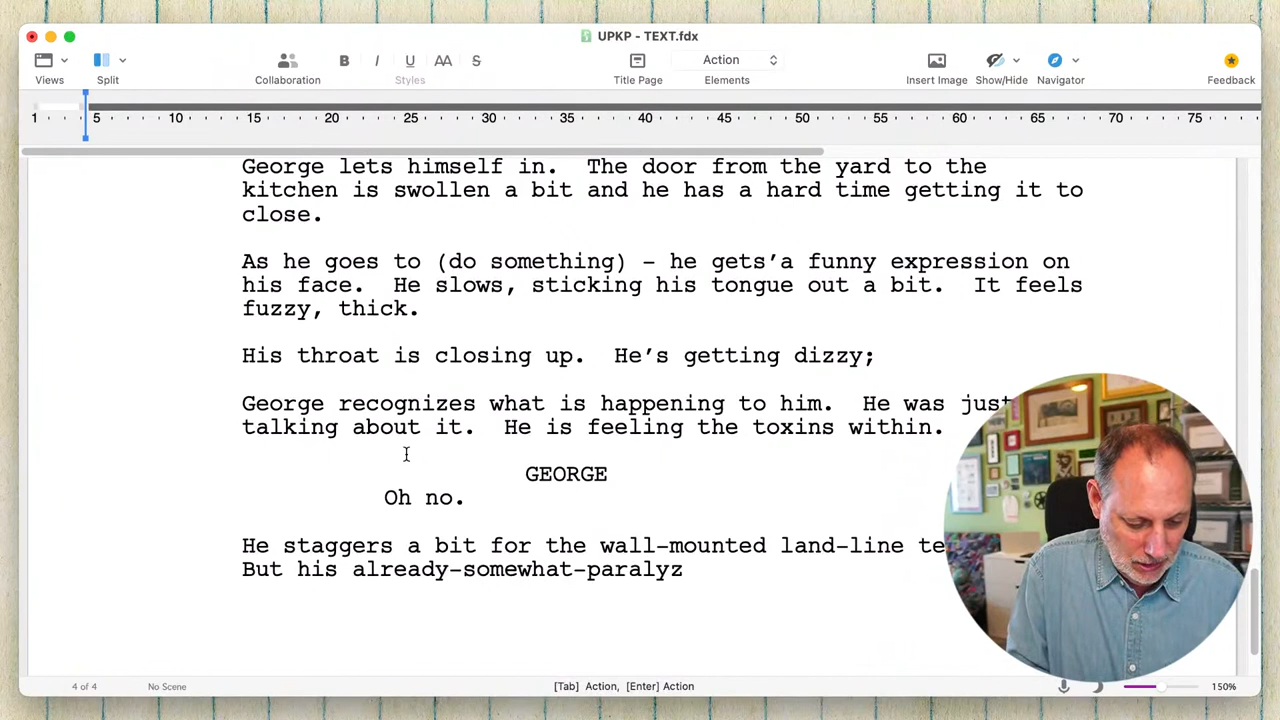 UPKP - TEXT.fdx
Views Split Collaboration B I U AA S Styles Title Page Action Elements Insert Image Show/Hide Navigator Feedback
1 5 10 15 20 25 30 35 40 45 50 55 60 65 70 75
George lets himself in.  The door from the yard to the
kitchen is swollen a bit and he has a hard time getting it to
close.
As he goes to (do something) – he gets'a funny expression on
his face.  He slows, sticking his tongue out a bit.  It feels
fuzzy, thick.
His throat is closing up.  He's getting dizzy;
George recognizes what is happening to him.  He was just
talking about it.  He is feeling the toxins within.
GEORGE
Oh no.
He staggers a bit for the wall-mounted land-line
But his already-somewhat-paralyz
4 of 4 No Scene [Tab] Action, [Enter] Action 150%